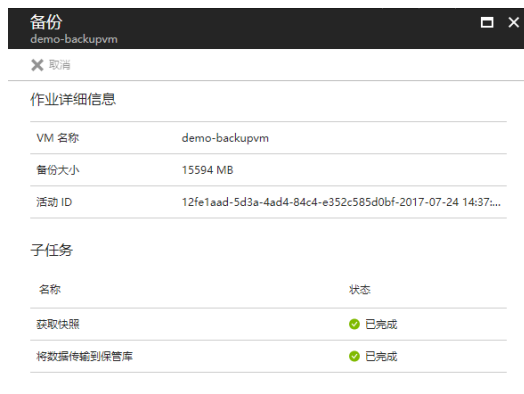 备份
demo-backupvm
取消
作业详细信息
VM 名称 demo-backupvm
备份大小 15594 MB
活动 ID 12fe1aad-5d3a-4ad4-84c4-e352c585d0bf-2017-07-24 14:37:...
子任务
名称 状态
获取快照 已完成
将数据传输到保管库 已完成